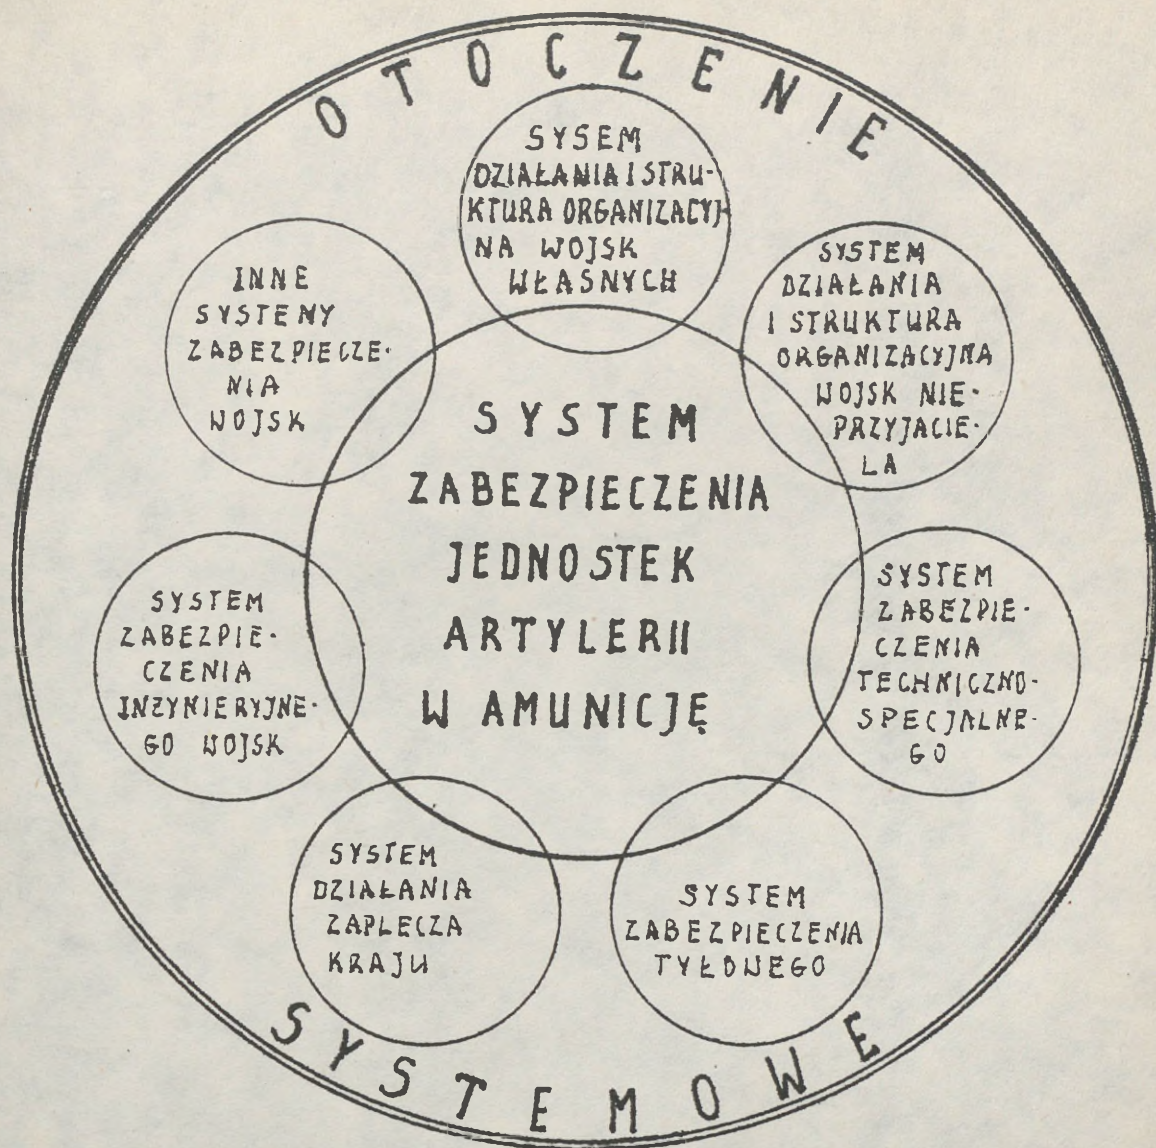 OTOCZENIE
SYSEM
DZIAŁANIA I STRU-
KTURA ORGANIZACYJ-
NA WOJSK
WŁASNYCH
INNE
SYSTEMY
ZABEZPIECZE-
NIA
WOJSK
SYSTEM
DZIAŁANIA
I STRUKTURA
ORGANIZACYJNA
WOJSK NIE-
PRZYJACIE-
LA
SYSTEM
ZABEZPIECZENIA
JEDNOSTEK
ARTYLERII
W AMUNICJĘ
SYSTEM
ZABEZPIE-
CZENIA
INZYNIERYJNE-
GO WOJSK
SYSTEM
ZABEZPIE-
CZENIA
TECHNICZNO-
SPECJALNE-
GO
SYSTEM
DZIAŁANIA
ZAPLECZA
KRAJU
SYSTEM
ZABEZPIECZENIA
TYŁOWEGO
SYSTEMOWE